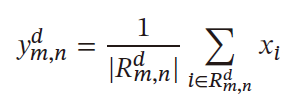 y^d_{m,n} = \frac{1}{|R^d_{m,n}|} \sum_{i \in R^d_{m,n}} x_i